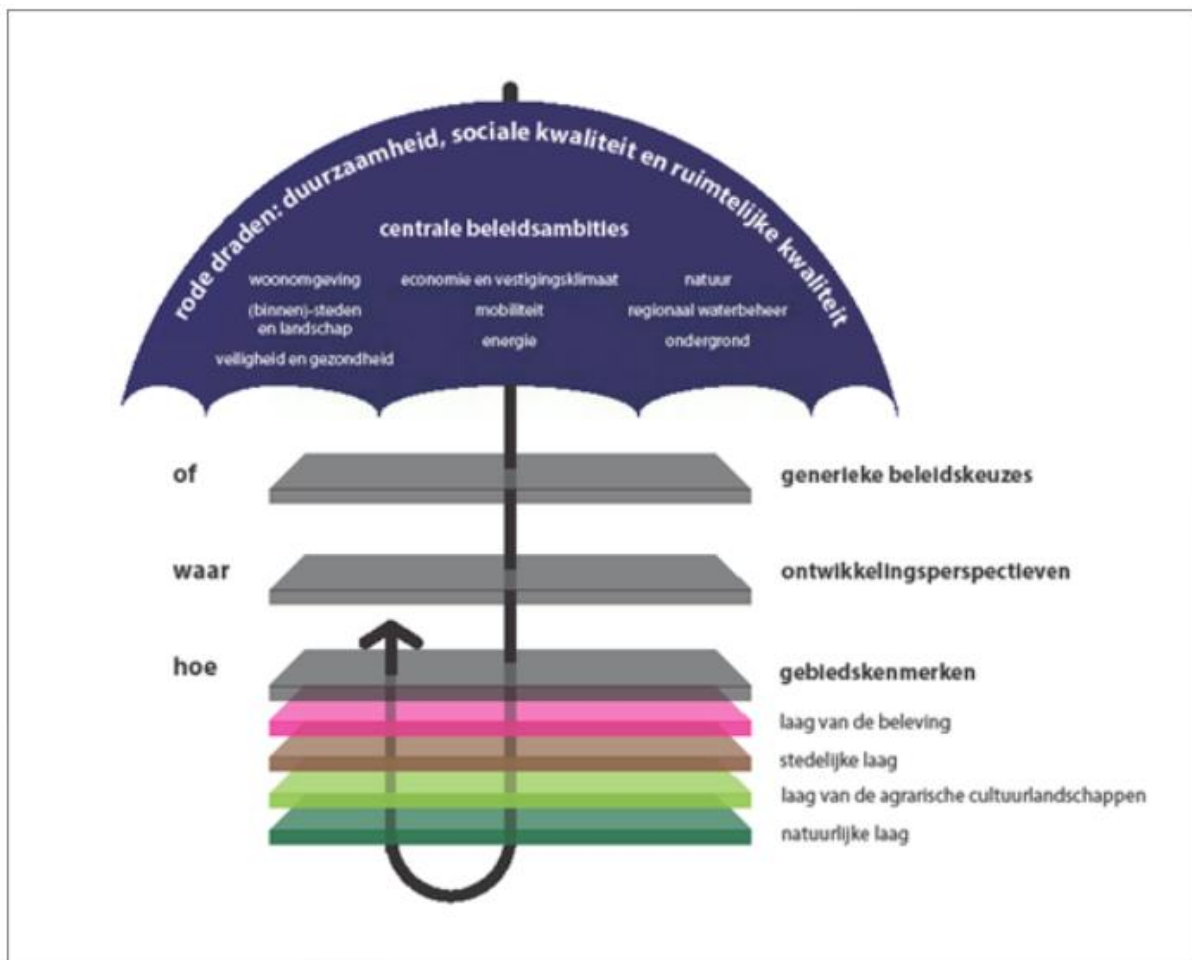 rode draden: duurzaamheid, sociale kwaliteit en ruimtelijke kwaliteit
centrale beleidsambities
woonomgeving
(binnen)-steden
en landschap
veiligheid en gezondheid
economie en vestigingsklimaat
mobiliteit
energie
natuur
regionaal waterbeheer
ondergrond
of
generieke beleidskeuzes
waar
ontwikkelingsperspectieven
hoe
gebiedskenmerken
laag van de beleving
stedelijke laag
laag van de agrarische cultuurlandschappen
natuurlijke laag